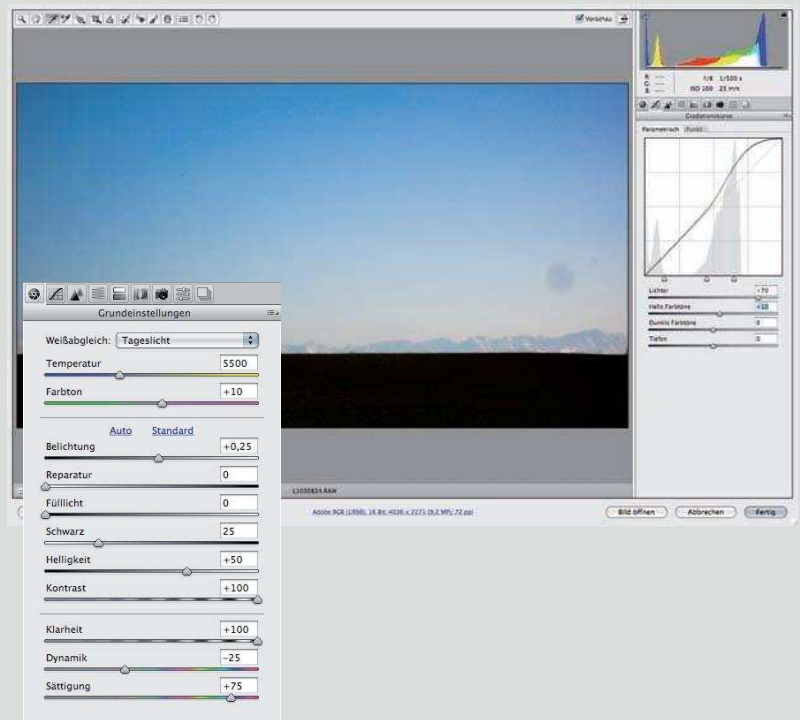 Vorschau
R: ---
G: ---
B: ---
f/8 1/500 s
ISO 100 25 mm
Gradationskurve
Parametrisch Punkt
Lichter +70
Helle Farbtöne +10
Dunkle Farbtöne 0
Tiefen 0
Grundeinstellungen
Weißabgleich: Tageslicht
Temperatur 5500
Farbton +10
Auto Standard
Belichtung +0,25
Reparatur 0
Fülllicht 0
Schwarz 25
Helligkeit +50
Kontrast +100
Klarheit +100
Dynamik -25
Sättigung +75
Bild öffnen Abbrechen Fertig